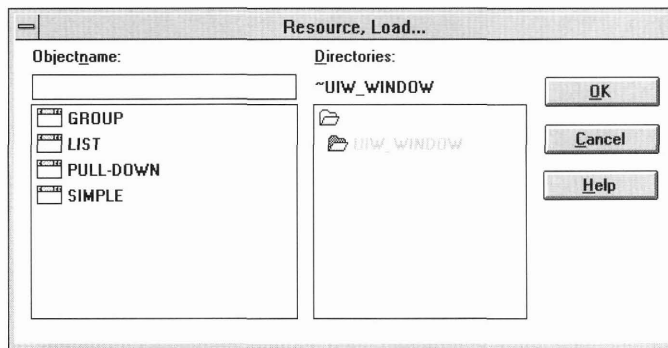 Resource, Load...
Objectname:
Directories:
~UIW_WINDOW
GROUP
LIST
PULL-DOWN
SIMPLE
UIW_WINDOW
OK
Cancel
Help